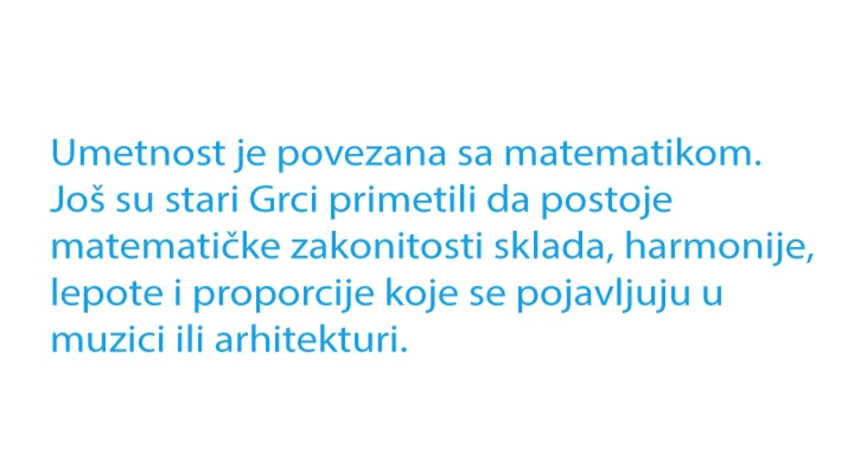 Umetnost je povezana sa matematikom.
Još su stari Grci primetili da postoje
matematičke zakonitosti sklada, harmonije,
lepote i proporcije koje se pojavljuju u
muzici ili arhitekturi.